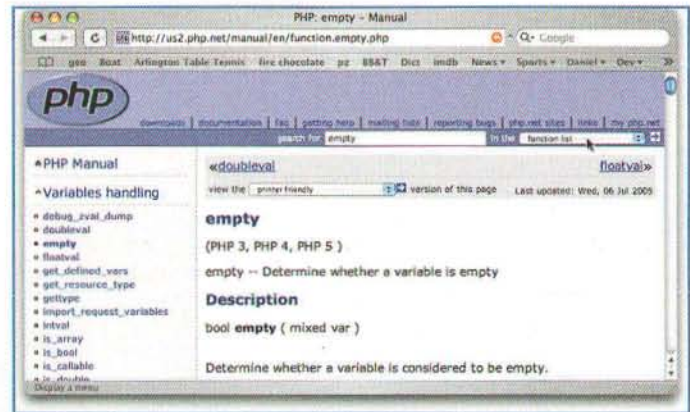 PHP: empty - Manual
http://us2.php.net/manual/en/function.empty.php
Google
geo Boat Arlington Table Tennis fire chocolate pz BB&T Dict imdb News Sports Daniel Dev
php
downloads | documentation | faq | getting help | mailing lists | reporting bugs | php.net sites | links | my php.net
search for empty in the function list
PHP Manual
Variables handling
debug_zval_dump
doubleval
empty
floatval
get_defined_vars
get_resource_type
gettype
import_request_variables
intval
is_array
is_bool
is_callable
is_double
«doubleval floatval»
view the printer friendly version of this page Last updated: Wed, 06 Jul 2005
empty
(PHP 3, PHP 4, PHP 5 )
empty -- Determine whether a variable is empty
Description
bool empty ( mixed var )
Determine whether a variable is considered to be empty.
Display a menu